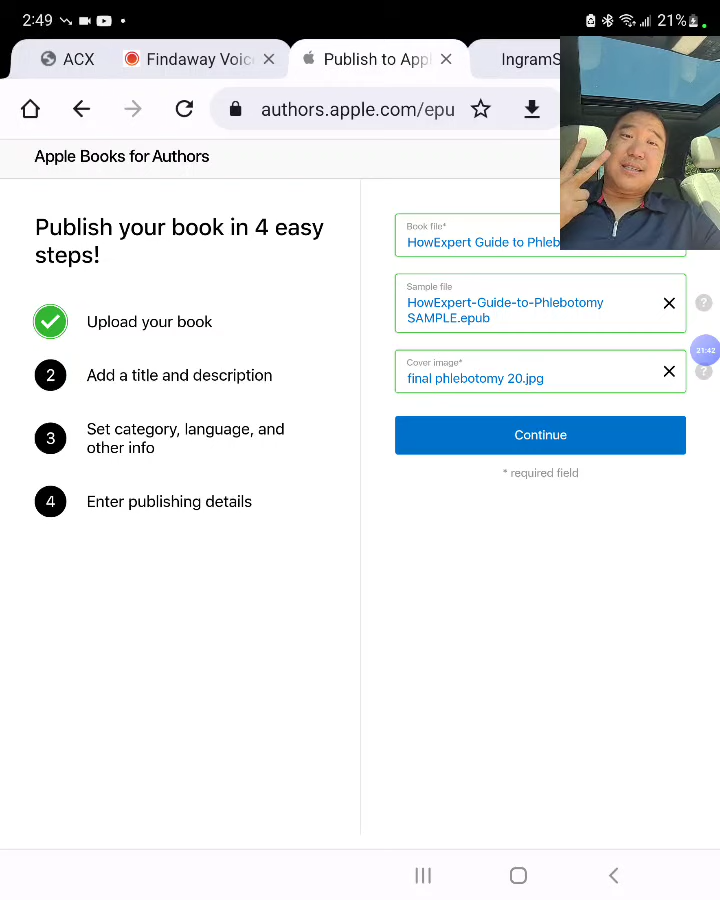 2:49
21%
ACX
Findaway Voic
Publish to Appl
IngramS
authors.apple.com/epu
Apple Books for Authors
Publish your book in 4 easy
steps!
Upload your book
2 Add a title and description
3 Set category, language, and
other info
4 Enter publishing details
Book file*
HowExpert Guide to Phleb
Sample file
HowExpert-Guide-to-Phlebotomy
SAMPLE.epub
?
21:42
Cover image*
final phlebotomy 20.jpg
?
Continue
* required field